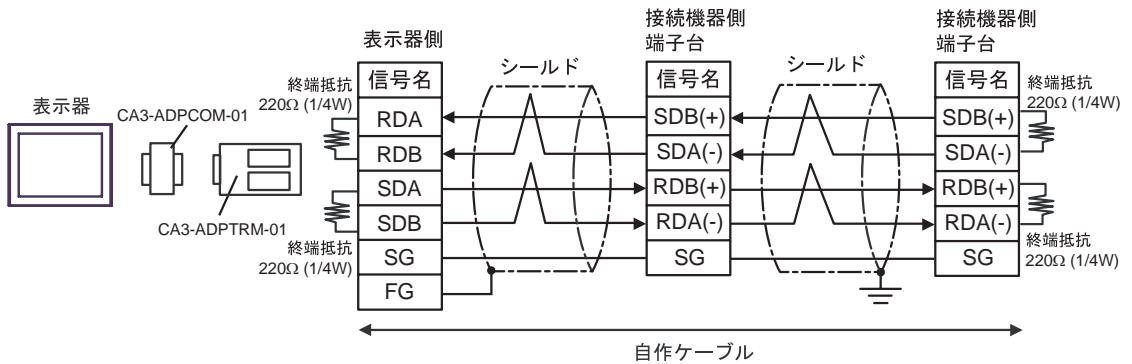 表示器
CA3-ADPCOM-01
CA3-ADPTRM-01
終端抵抗
220Ω (1/4W)
終端抵抗
220Ω (1/4W)
表示器側
信号名
RDA
RDB
SDA
SDB
SG
FG
シールド
接続機器側
端子台
信号名
SDB(+)
SDA(-)
RDB(+)
RDA(-)
SG
シールド
接続機器側
端子台
信号名
SDB(+)
SDA(-)
RDB(+)
RDA(-)
SG
終端抵抗
220Ω (1/4W)
終端抵抗
220Ω (1/4W)
自作ケーブル